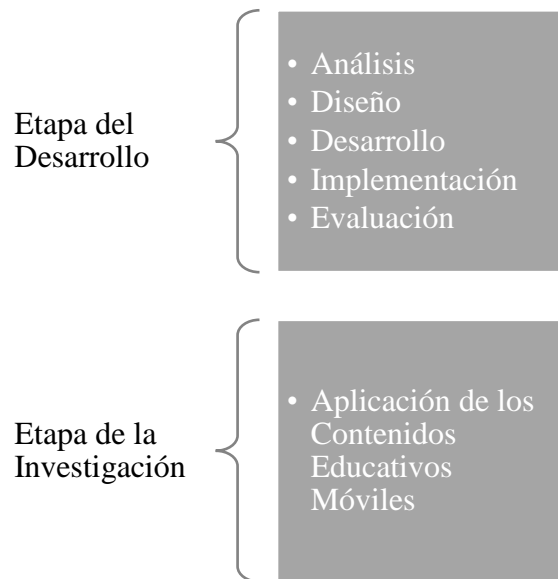 Etapa del
Desarrollo
• Análisis
• Diseño
• Desarrollo
• Implementación
• Evaluación
Etapa de la
Investigación
• Aplicación de los
Contenidos
Educativos
Móviles